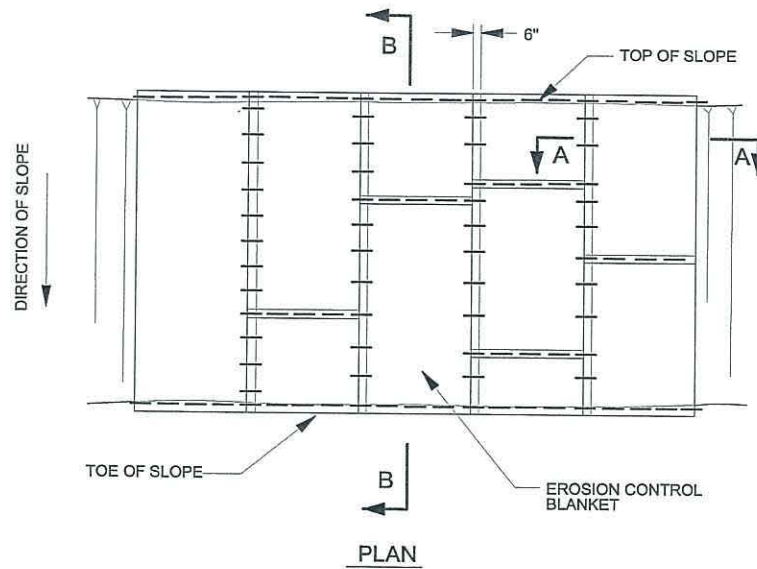 B
6"
TOP OF SLOPE
A
A
DIRECTION OF SLOPE
TOE OF SLOPE
B
EROSION CONTROL
BLANKET
PLAN